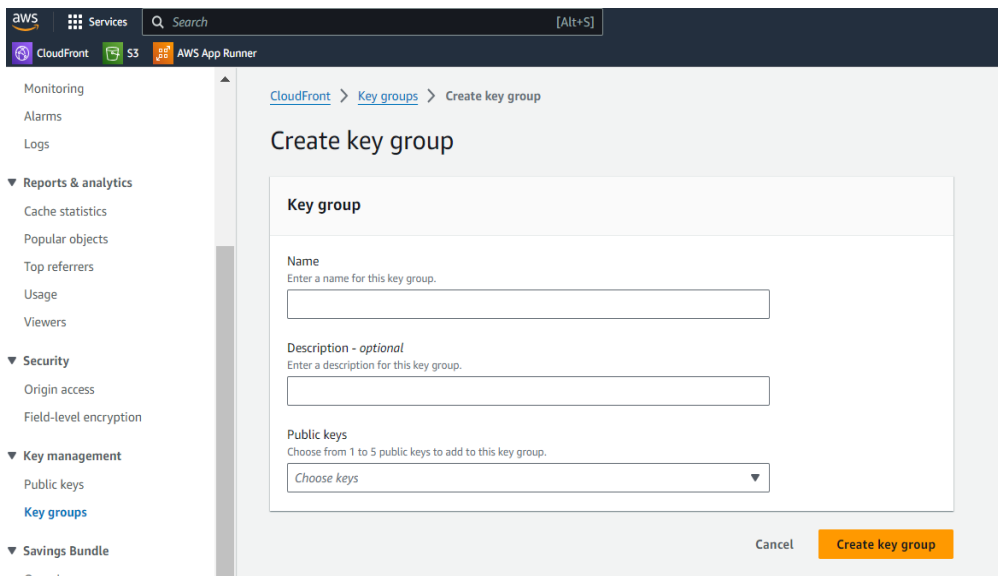 aws
Services
Search
[Alt+S]
CloudFront
S3
AWS App Runner
Monitoring
Alarms
Logs
Reports & analytics
Cache statistics
Popular objects
Top referrers
Usage
Viewers
Security
Origin access
Field-level encryption
Key management
Public keys
Key groups
Savings Bundle
CloudFront > Key groups > Create key group
Create key group
Key group
Name
Enter a name for this key group.
Description - optional
Enter a description for this key group.
Public keys
Choose from 1 to 5 public keys to add to this key group.
Choose keys
Cancel
Create key group